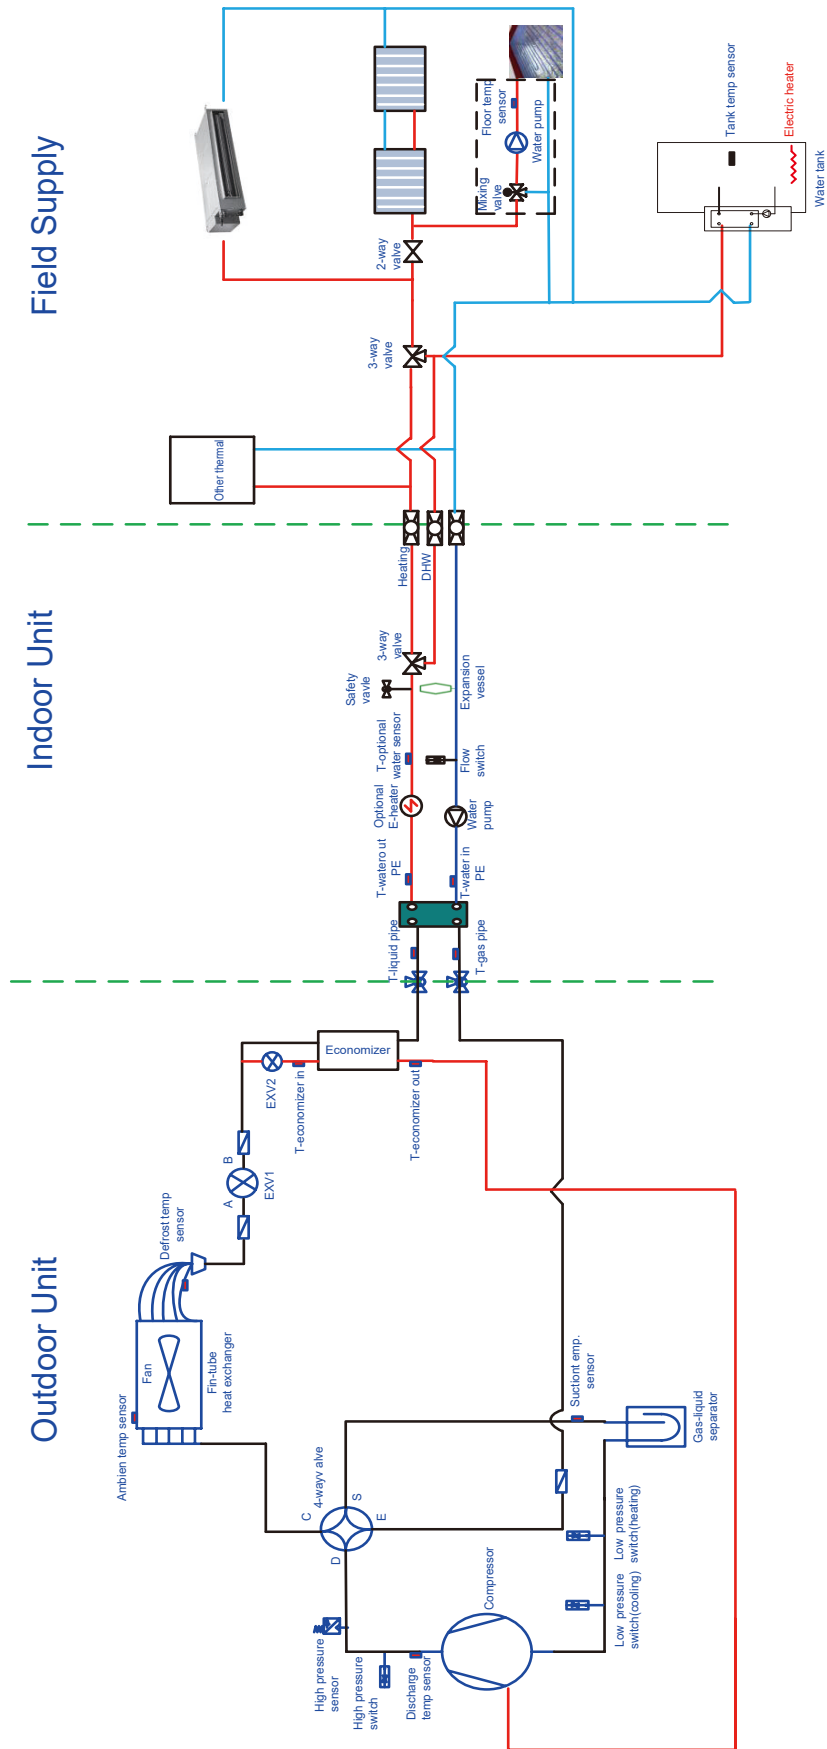 Field Supply
Indoor Unit
Outdoor Unit
Tank temp sensor
Electric heater
Water tank
Floor temp
sensor
Water pump
Mixing
valve
2-way
valve
3-way
valve
Other thermal
Heating
DHW
3-way
valve
Safety
vavle
Expansion
vessel
T-optional
water sensor
Flow
switch
Optional
E-heater
Water
pump
T-watero ut
PE
T-water in
PE
T-liquid pipe
T-gas pipe
Economizer
EXV2
T-economizer in
T-economizer out
B
A
EXV1
Defrost temp
sensor
Fan
Fin-tube
heat exchanger
Ambien temp sensor
Suctiont emp.
sensor
Gas-liquid
separator
4-wayv alve
C
S
D
E
Low pressure
switch(heating)
Low pressure
switch(cooling)
Compressor
High pressure
sensor
High pressure
switch
Discharge
temp sensor